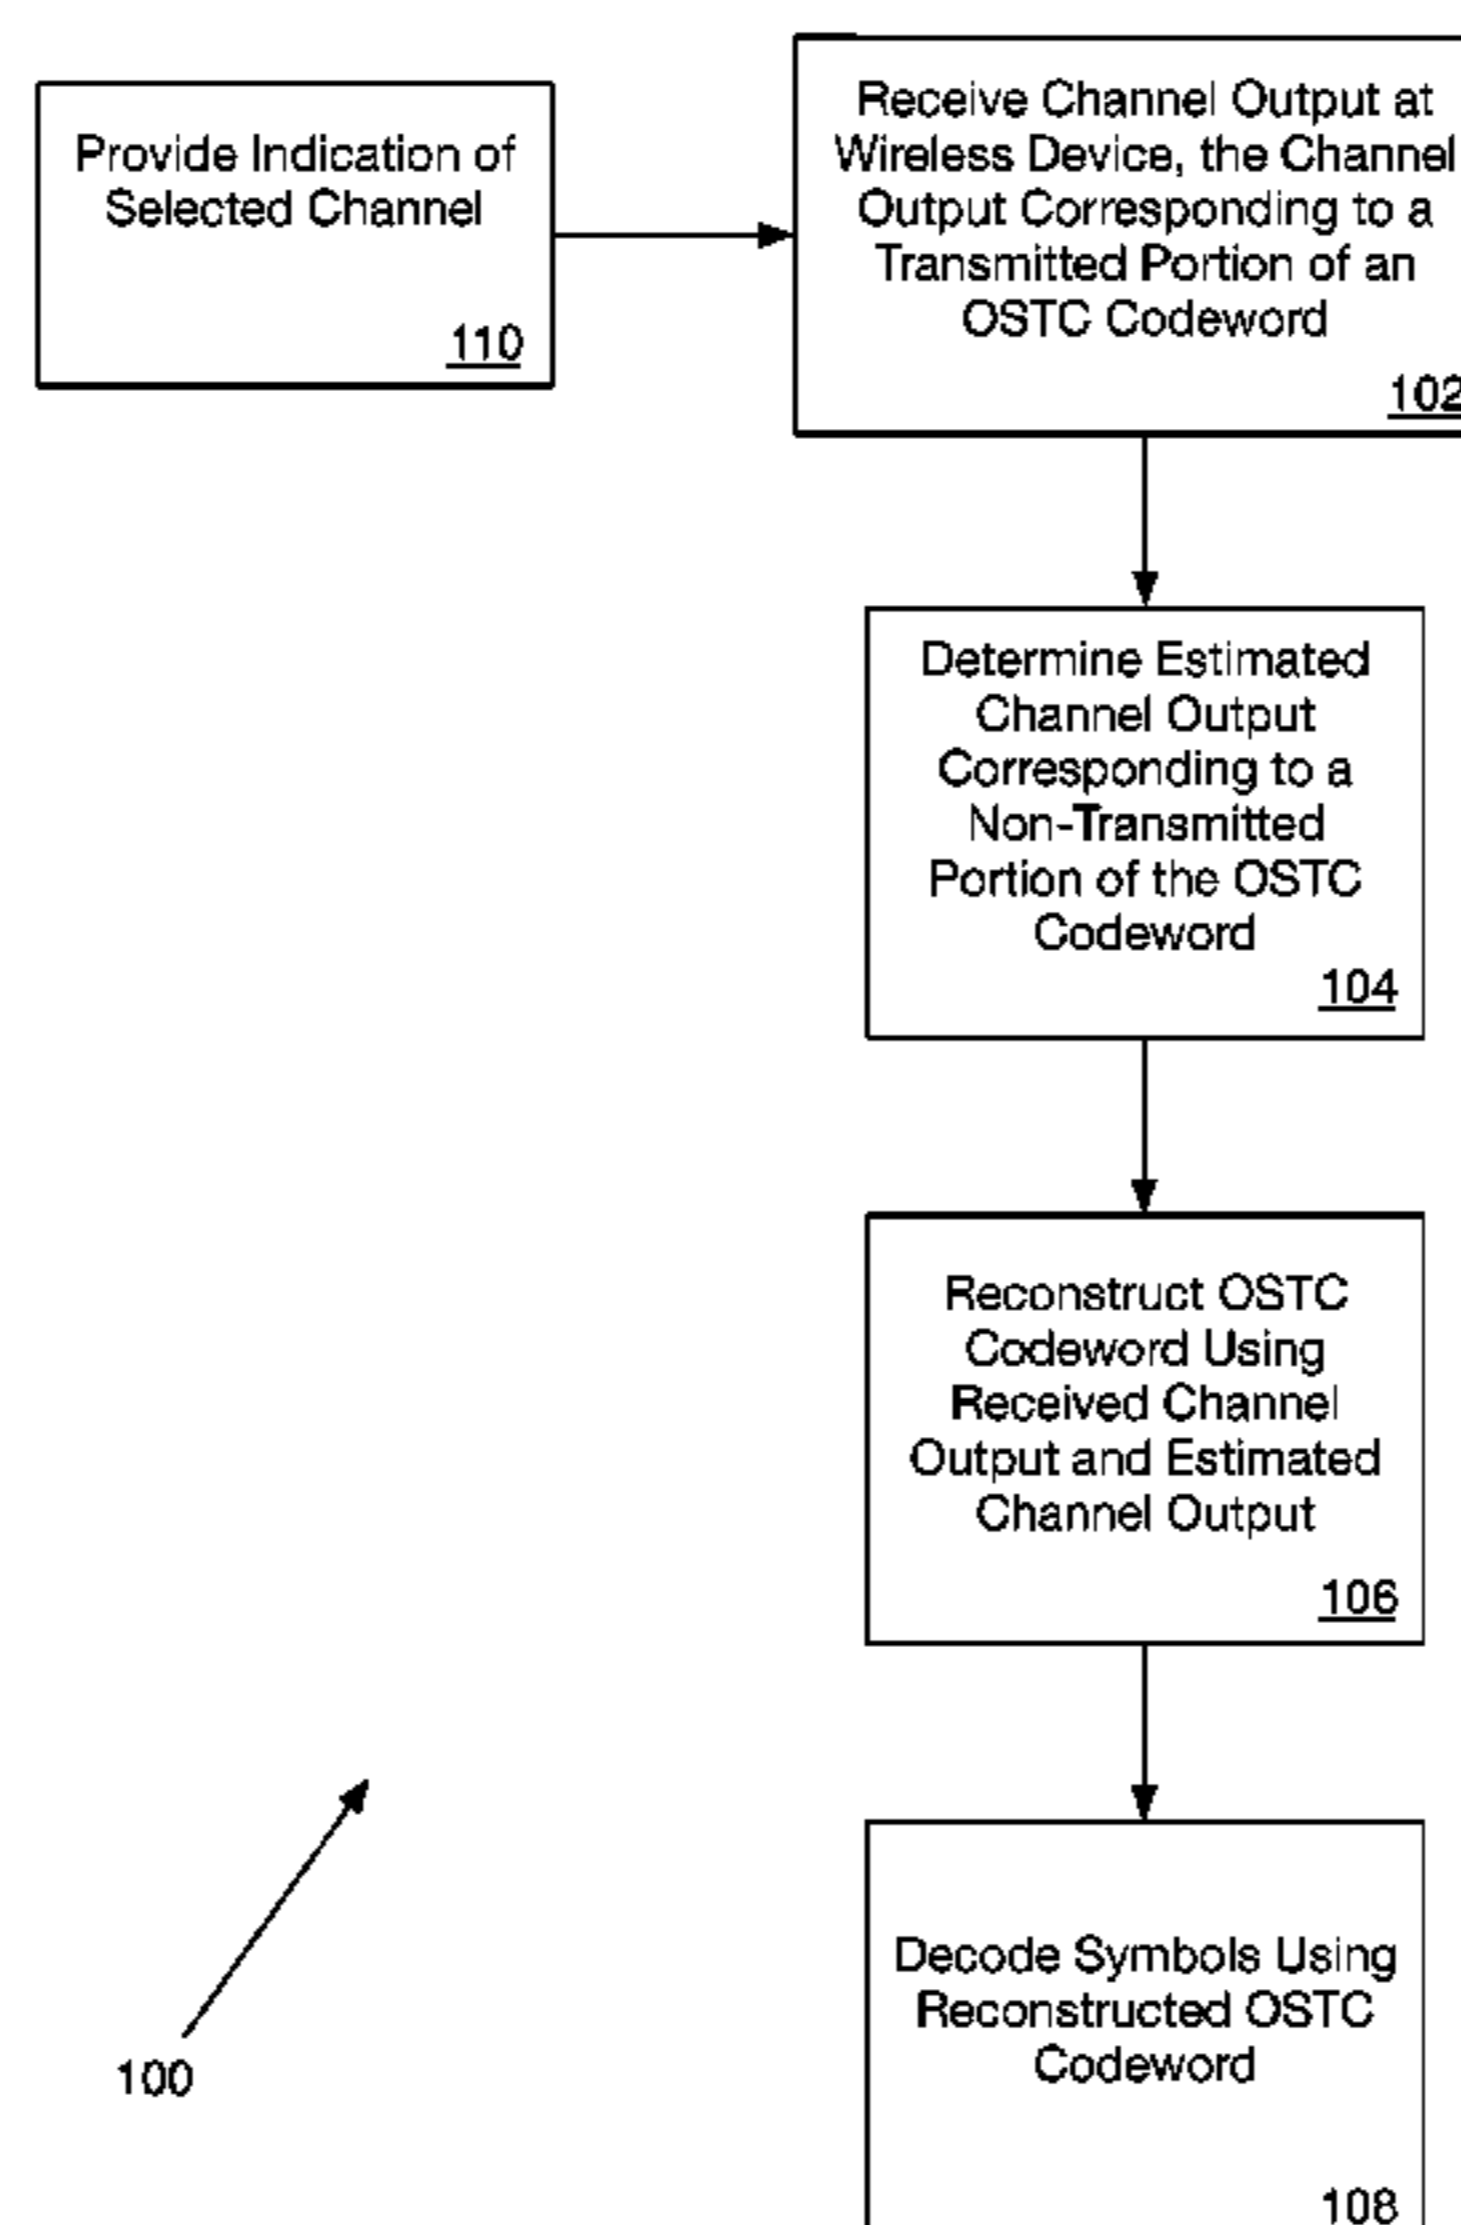 Provide Indication of
Selected Channel
110
Receive Channel Output at
Wireless Device, the Channel
Output Corresponding to a
Transmitted Portion of an
OSTC Codeword
102
Determine Estimated
Channel Output
Corresponding to a
Non-Transmitted
Portion of the OSTC
Codeword
104
Reconstruct OSTC
Codeword Using
Received Channel
Output and Estimated
Channel Output
106
Decode Symbols Using
Reconstructed OSTC
Codeword
108
100